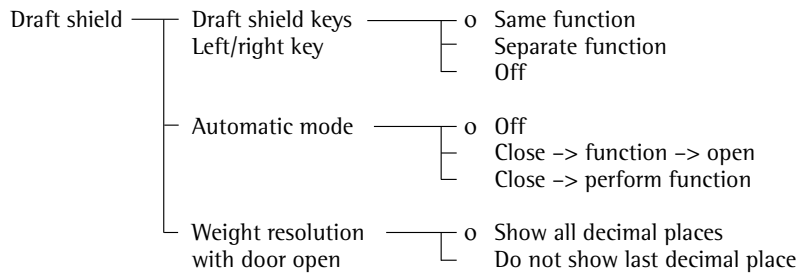 Draft shield Draft shield keys o Same function
Left/right key Separate function
Off
Automatic mode o Off
Close –> function –> open
Close –> perform function
Weight resolution o Show all decimal places
with door open Do not show last decimal place